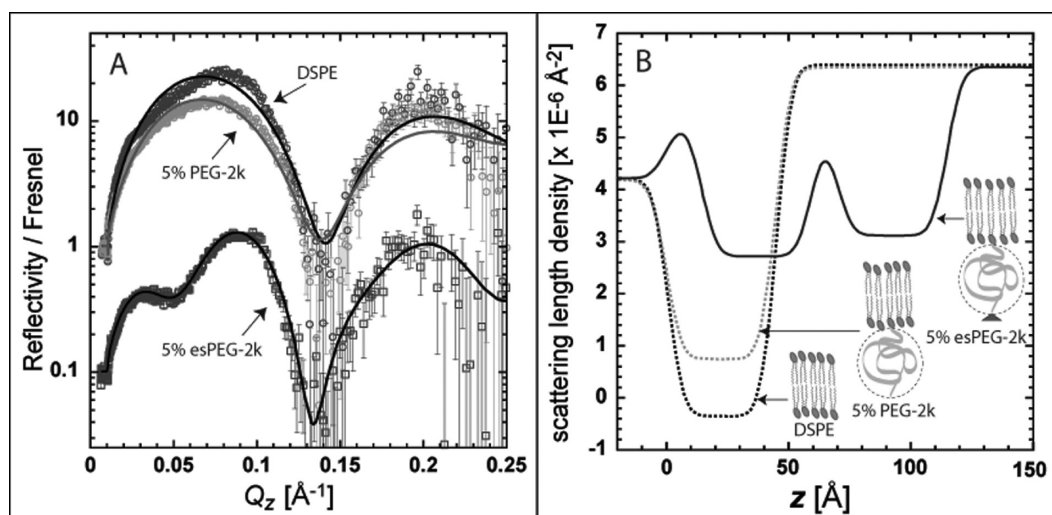 A
Reflectivity / Fresnel
10
1
0.1
DSPE
5% PEG-2k
5% esPEG-2k
0
0.05
0.1
0.15
0.2
0.25
Qz [Å-1]
B
scattering length density [x 1E-6 Å-2]
7
6
5
4
3
2
1
0
-1
5% esPEG-2k
5% PEG-2k
DSPE
0
50
100
150
z [Å]